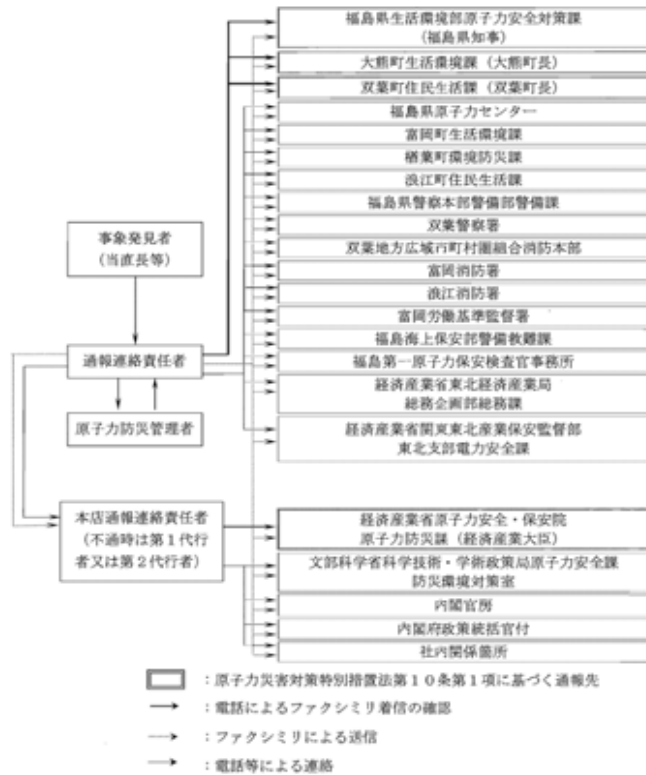 福島県生活環境部原子力安全対策課
(福島県知事)
大熊町生活環境課(大熊町長)
双葉町住民生活課(双葉町長)
福島県原子力センター
富岡町生活環境課
楢葉町環境防災課
浪江町住民生活課
福島県警察本部警備部警備課
双葉警察署
双葉地方広域市町村圏組合消防本部
富岡消防署
浪江消防署
富岡労働基準監督署
福島海上保安部警備救難課
福島第一原子力保安検査官事務所
経済産業省東北経済産業局
総務企画部総務課
経済産業省関東東北産業保安監督部
東北支部電力安全課
事象発見者
(当直長等)
通報連絡責任者
原子力防災管理者
本店通報連絡責任者
(不通時は第1代行
者又は第2代行者)
経済産業省原子力安全・保安院
原子力防災課(経済産業大臣)
文部科学省科学技術・学術政策局原子力安全課
防災環境対策室
内閣官房
内閣府政策統括官付
社内関係箇所
:原子力災害対策特別措置法第10条第1項に基づく通報先
:電話によるファクシミリ着信の確認
:ファクシミリによる送信
:電話等による連絡